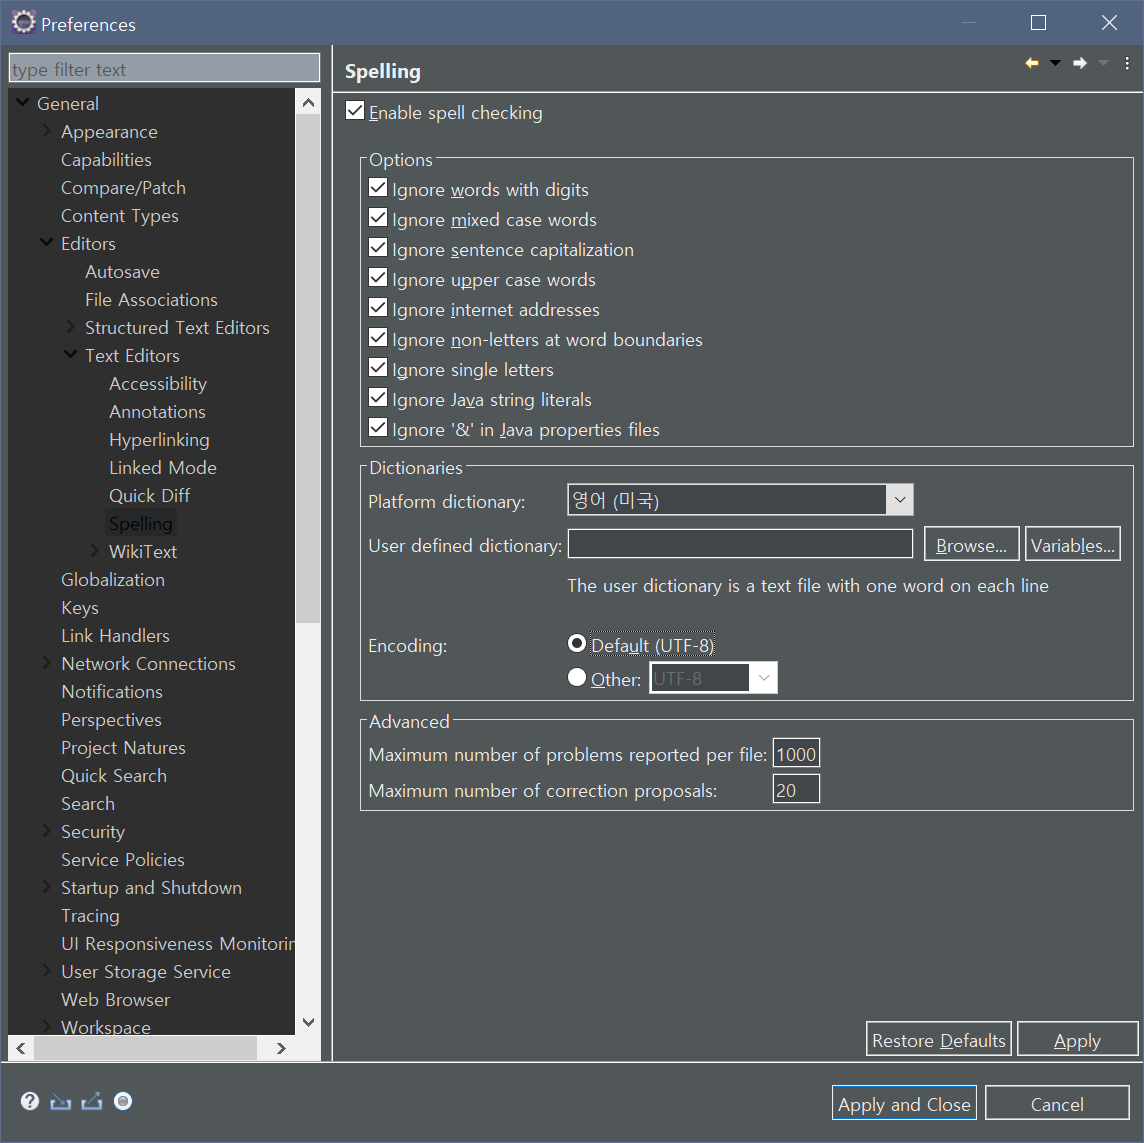 Preferences
type filter text
General
Appearance
Capabilities
Compare/Patch
Content Types
Editors
Autosave
File Associations
Structured Text Editors
Text Editors
Accessibility
Annotations
Hyperlinking
Linked Mode
Quick Diff
Spelling
WikiText
Globalization
Keys
Link Handlers
Network Connections
Notifications
Perspectives
Project Natures
Quick Search
Search
Security
Service Policies
Startup and Shutdown
Tracing
UI Responsiveness Monitorin
User Storage Service
Web Browser
Workspace
Spelling
Enable spell checking
Options
Ignore words with digits
Ignore mixed case words
Ignore sentence capitalization
Ignore upper case words
Ignore internet addresses
Ignore non-letters at word boundaries
Ignore single letters
Ignore Java string literals
Ignore '&' in Java properties files
Dictionaries
Platform dictionary: 영어 (미국)
User defined dictionary: Browse... Variables...
The user dictionary is a text file with one word on each line
Encoding: Default (UTF-8)
Other: UTF-8
Advanced
Maximum number of problems reported per file: 1000
Maximum number of correction proposals: 20
Restore Defaults Apply
Apply and Close Cancel